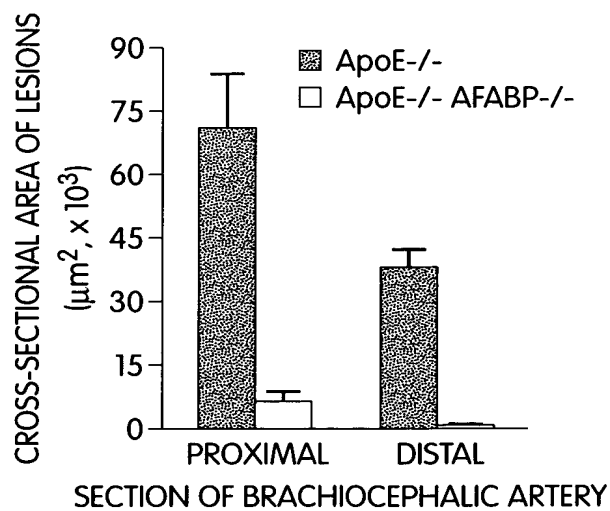 CROSS-SECTIONAL AREA OF LESIONS
(μm², x 10³)
90
75
60
45
30
15
0
ApoE-/-
ApoE-/- AFABP-/-
PROXIMAL DISTAL
SECTION OF BRACHIOCEPHALIC ARTERY